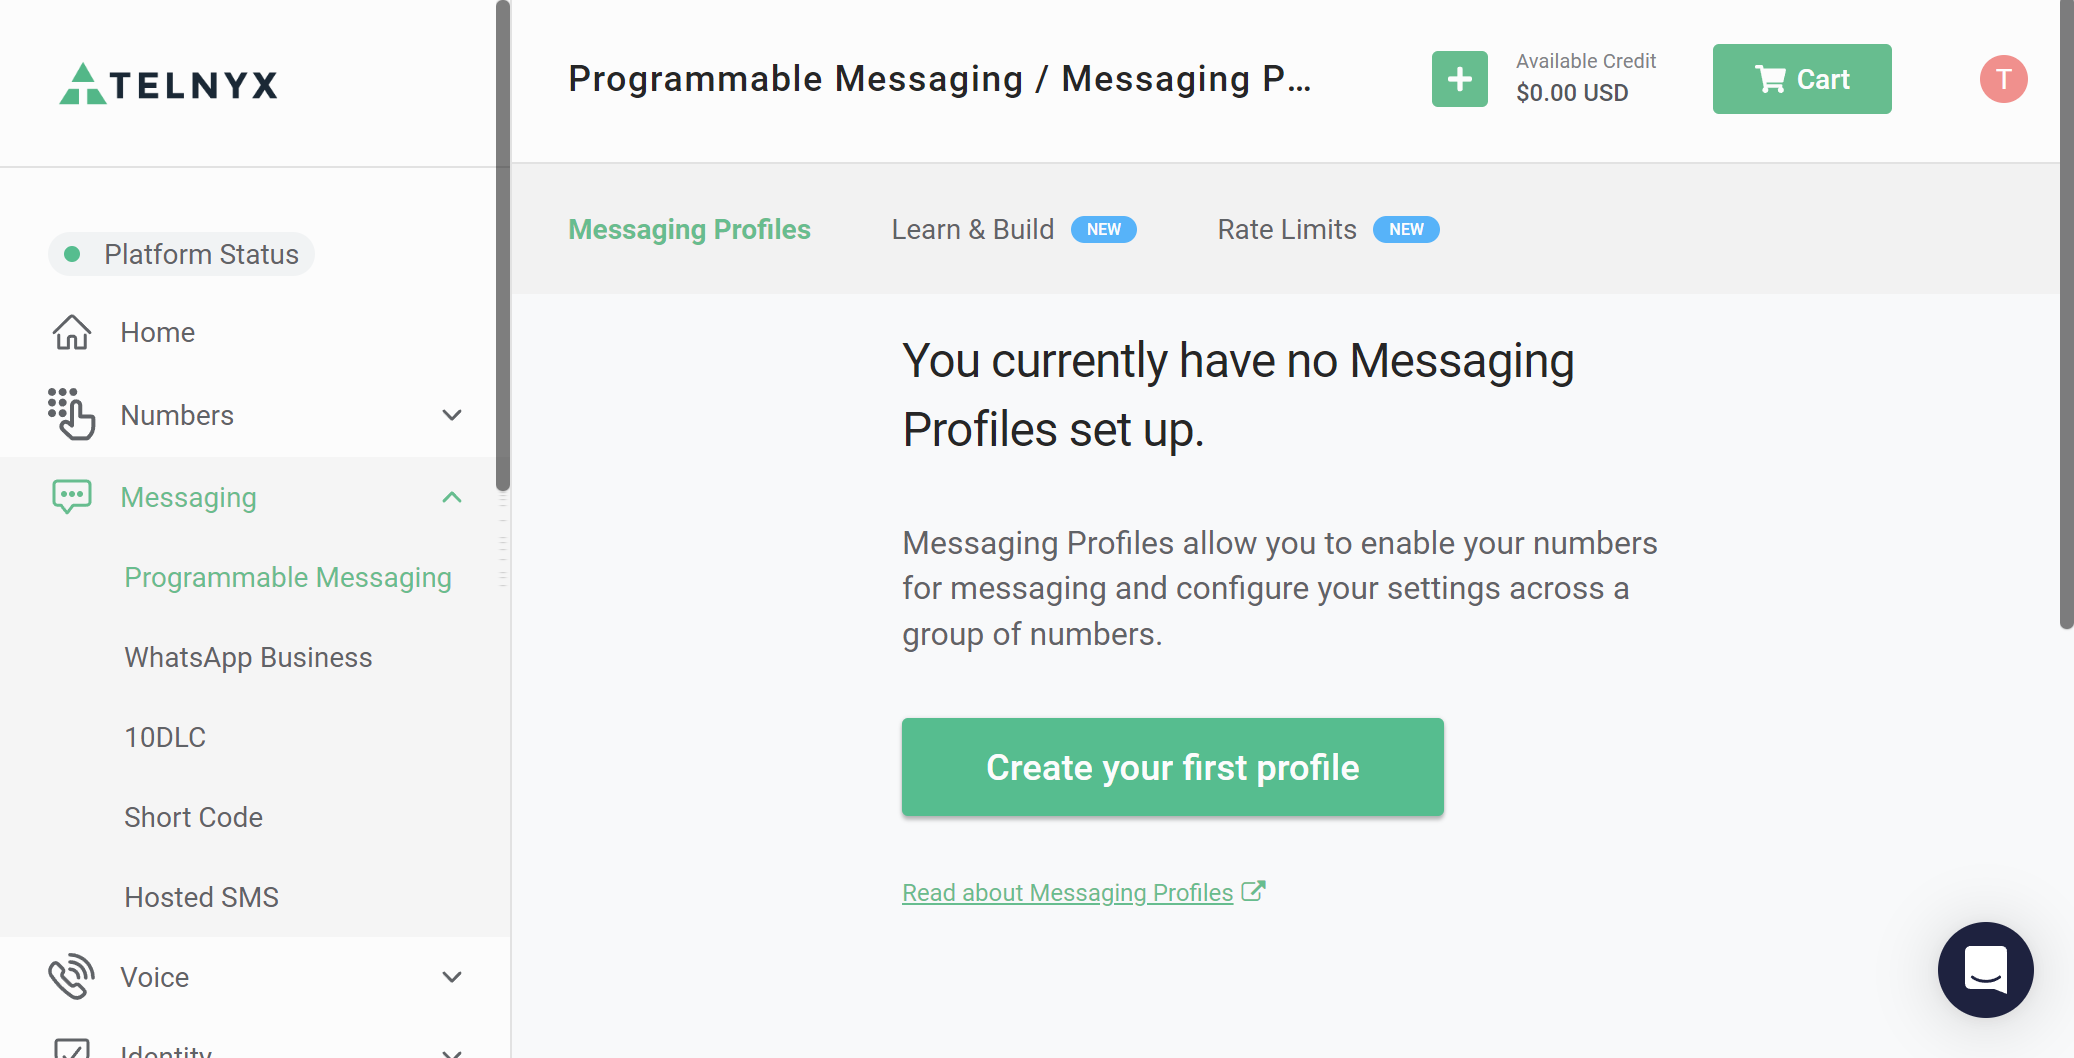 TELNYX
Programmable Messaging / Messaging P...
Available Credit
$0.00 USD
Cart
T
Platform Status
Home
Numbers
Messaging
Programmable Messaging
WhatsApp Business
10DLC
Short Code
Hosted SMS
Voice
Identity
Messaging Profiles
Learn & Build NEW
Rate Limits NEW
You currently have no Messaging
Profiles set up.
Messaging Profiles allow you to enable your numbers
for messaging and configure your settings across a
group of numbers.
Create your first profile
Read about Messaging Profiles